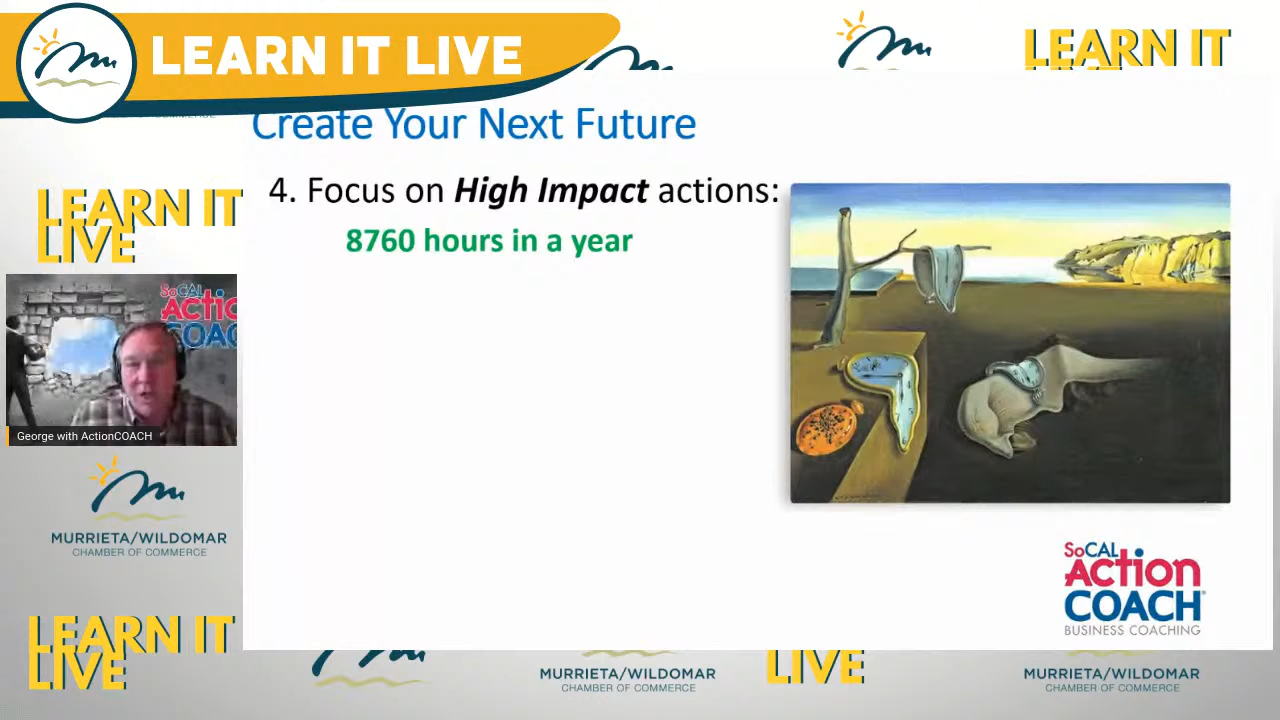 LEARN IT LIVE
LEARN IT
Create Your Next Future
4. Focus on High Impact actions:
8760 hours in a year
LEARN IT
LIVE
SoCAL
ACTION
COAC
George with ActionCOACH
MURRIETA/WILDOMAR
CHAMBER OF COMMERCE
SoCAL
ACTION
COACH
BUSINESS COACHING
LEARN IT
LIVE
MURRIETA/WILDOMAR
CHAMBER OF COMMERCE
LIVE
MURRIETA/WILDOMAR
CHAMBER OF COMMERCE